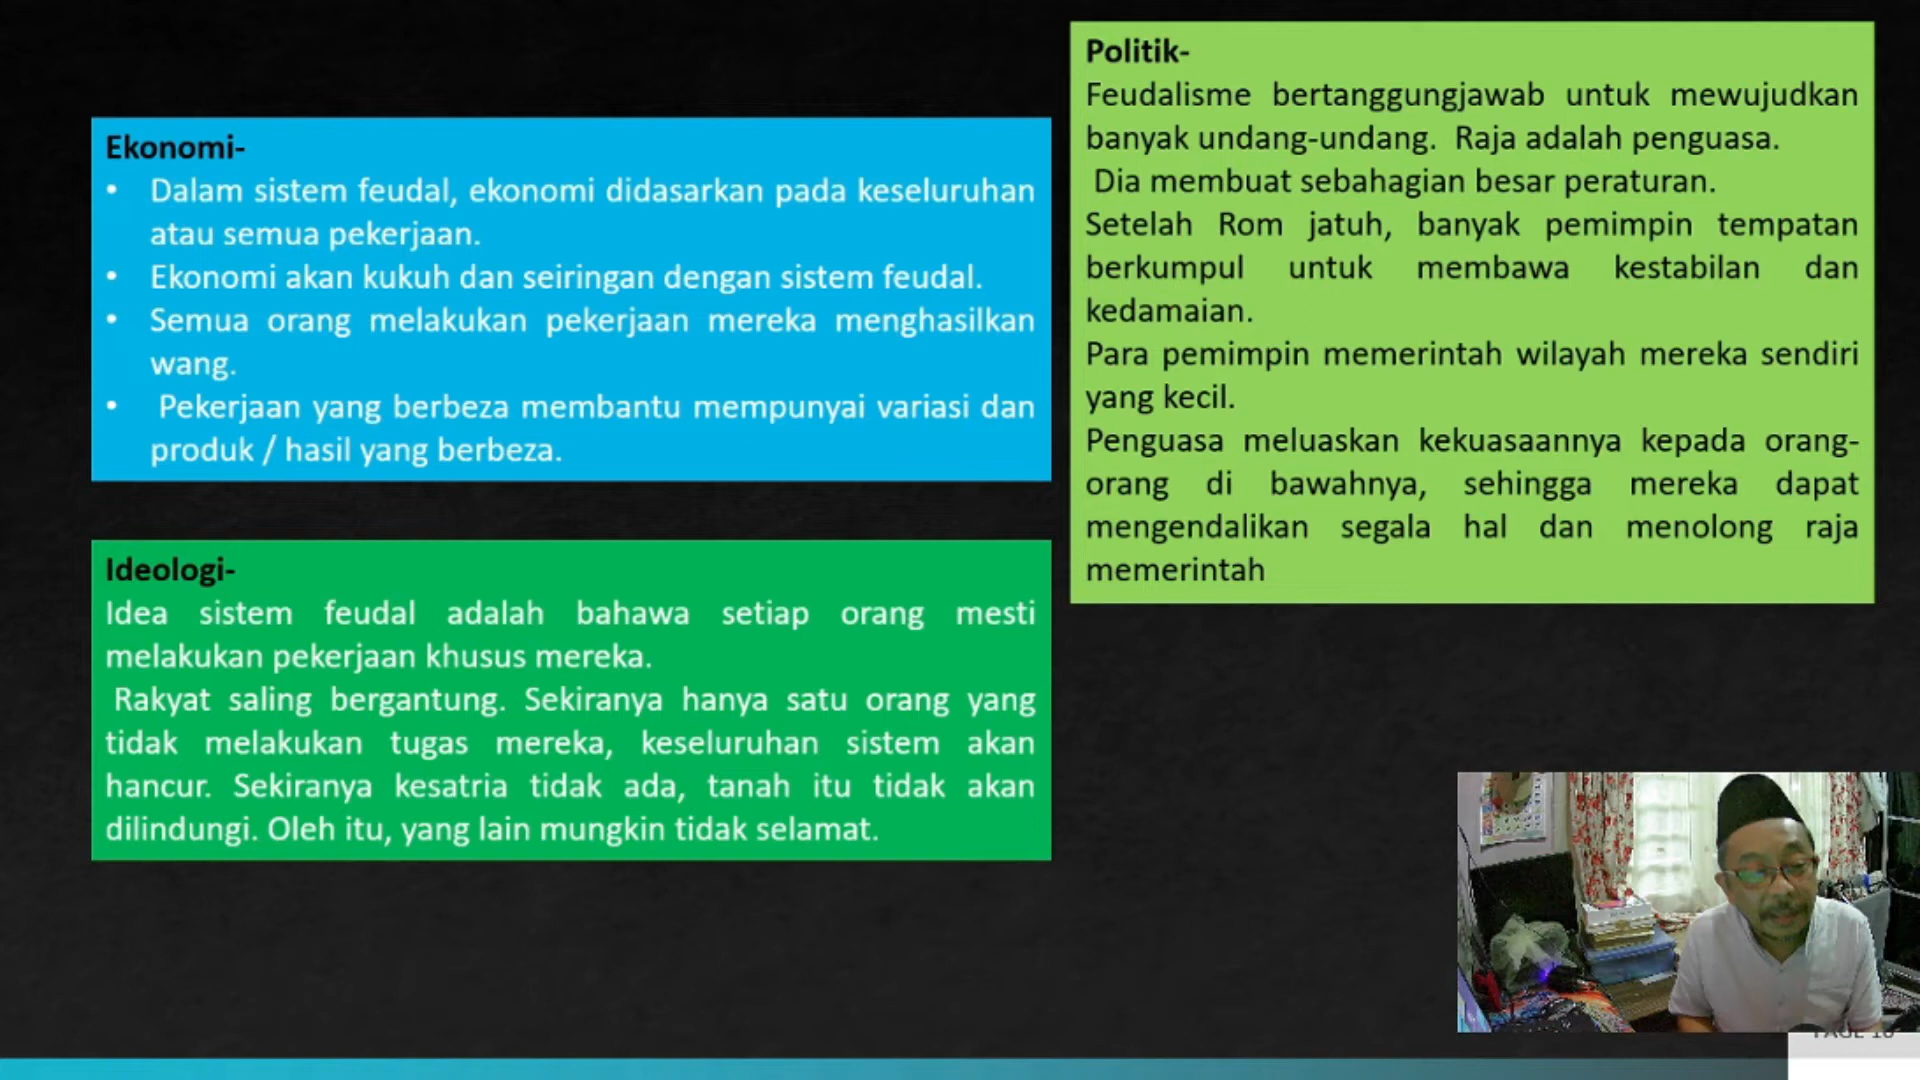 Ekonomi-
• Dalam sistem feudal, ekonomi didasarkan pada keseluruhan
atau semua pekerjaan.
• Ekonomi akan kukuh dan seiringan dengan sistem feudal.
• Semua orang melakukan pekerjaan mereka menghasilkan
wang.
• Pekerjaan yang berbeza membantu mempunyai variasi dan
produk / hasil yang berbeza.
Ideologi-
Idea sistem feudal adalah bahawa setiap orang mesti
melakukan pekerjaan khusus mereka.
Rakyat saling bergantung. Sekiranya hanya satu orang yang
tidak melakukan tugas mereka, keseluruhan sistem akan
hancur. Sekiranya kesatria tidak ada, tanah itu tidak akan
dilindungi. Oleh itu, yang lain mungkin tidak selamat.
Politik-
Feudalisme bertanggungjawab untuk mewujudkan
banyak undang-undang. Raja adalah penguasa.
Dia membuat sebahagian besar peraturan.
Setelah Rom jatuh, banyak pemimpin tempatan
berkumpul untuk membawa kestabilan dan
kedamaian.
Para pemimpin memerintah wilayah mereka sendiri
yang kecil.
Penguasa meluaskan kekuasaannya kepada orang-
orang di bawahnya, sehingga mereka dapat
mengendalikan segala hal dan menolong raja
memerintah